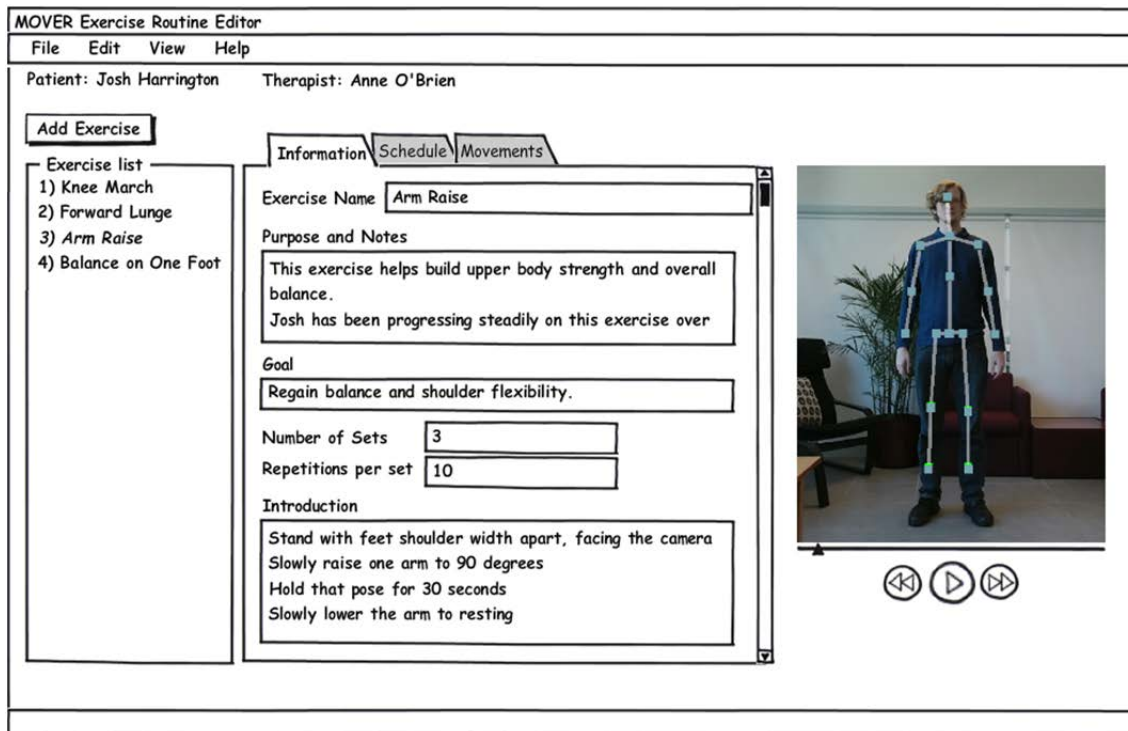 MOVER Exercise Routine Editor
File Edit View Help
Patient: Josh Harrington Therapist: Anne O'Brien
Add Exercise
Exercise list
1) Knee March
2) Forward Lunge
3) Arm Raise
4) Balance on One Foot
Information Schedule Movements
Exercise Name Arm Raise
Purpose and Notes
This exercise helps build upper body strength and overall
balance.
Josh has been progressing steadily on this exercise over
Goal
Regain balance and shoulder flexibility.
Number of Sets 3
Repetitions per set 10
Introduction
Stand with feet shoulder width apart, facing the camera
Slowly raise one arm to 90 degrees
Hold that pose for 30 seconds
Slowly lower the arm to resting